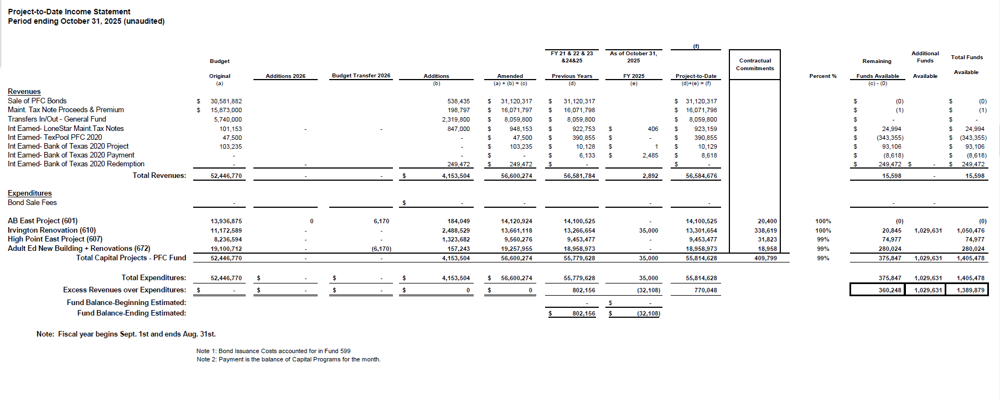 Project-to-Date Income Statement
Period ending October 31, 2025 (unaudited)
(f)
FY 21 & 22 & 23 As of October 31, Additional
Budget &24&25 2025 Contractual Remaining Funds Total Funds
Commitments
Original Additions 2026 Budget Transfer 2026 Additions Amended Previous Years FY 2025 Project-to-Date Percent % Funds Available Available Available
(a) (b) (a) + (b) = (c) (d) (e) (d)+(e) = (f) (c) - (0)
Revenues
Sale of PFC Bonds $ 30,581,882 538,435 $ 31,120,317 $ 31,120,317 $ 31,120,317 $ (0) $ (0)
Maint. Tax Note Proceeds & Premium $ 15,873,000 198,797 $ 16,071,797 $ 16,071,798 $ 16,071,798 $ (1) $ (1)
Transfers In/Out - General Fund 5,740,000 2,319,800 $ 8,059,800 $ 8,059,800 $ 8,059,800 $ - $ -
Int Earned- LoneStar Maint.Tax Notes 101,153 - - 847,000 $ 948,153 $ 922,753 $ 406 $ 923,159 $ 24,994 $ 24,994
Int Earned- TexPool PFC 2020 47,500 - $ 47,500 $ 390,855 $ - $ 390,855 $ (343,355) $ (343,355)
Int Earned- Bank of Texas 2020 Project 103,235 - $ 103,235 $ 10,128 $ 1 $ 10,129 $ 93,106 $ 93,106
Int Earned- Bank of Texas 2020 Payment - - $ - $ 6,133 $ 2,485 $ 8,618 $ (8,618) $ (8,618)
Int Earned- Bank of Texas 2020 Redemption - - 249,472 $ 249,472 $ - $ - $ 249,472 $ - $ 249,472
Total Revenues: 52,446,770 - - $ 4,153,504 56,600,274 56,581,784 2,892 56,584,676 15,598 - 15,598
Expenditures
Bond Sale Fees - $ - - - - - -
AB East Project (601) 13,936,875 0 6,170 184,049 14,120,924 14,100,525 - 14,100,525 20,400 100% (0) (0)
Irvington Renovation (610) 11,172,589 - - 2,488,529 13,661,118 13,266,654 35,000 13,301,654 338,619 100% 20,845 1,029,631 1,050,476
High Point East Project (607) 8,236,594 - - 1,323,682 9,560,276 9,453,477 - 9,453,477 31,823 99% 74,977 74,977
Adult Ed New Building + Renovations (672) 19,100,712 - (6,170) 157,243 19,257,955 18,958,973 18,958,973 18,958 99% 280,024 280,024
Total Capital Projects - PFC Fund 52,446,770 - - 4,153,504 56,600,274 55,779,628 35,000 55,814,628 409,799 99% 375,847 1,029,631 1,405,478
Total Expenditures: 52,446,770 $ - $ - $ 4,153,504 $ 56,600,274 55,779,628 35,000 55,814,628 375,847 1,029,631 1,405,478
Excess Revenues over Expenditures: $ - $ - $ - $ 0 $ 0 802,156 (32,108) 770,048 360,248 1,029,631 1,389,879
Fund Balance-Beginning Estimated: - $ -
Fund Balance-Ending Estimated: $ 802,156 $ (32,108)
Note: Fiscal year begins Sept. 1st and ends Aug. 31st.
Note 1: Bond Issuance Costs accounted for in Fund 599
Note 2: Payment is the balance of Capital Programs for the month.